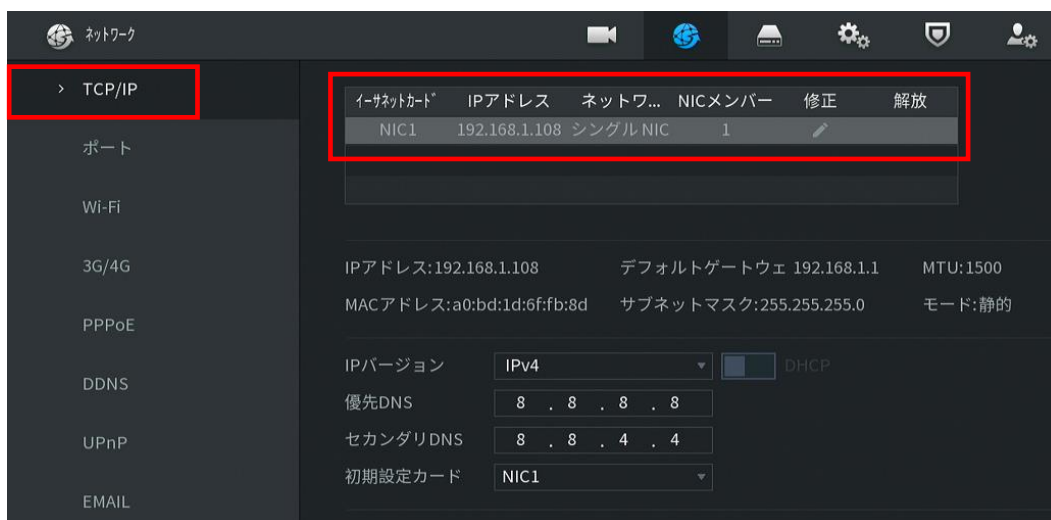 ﾈｯﾄﾜｰｸ
> TCP/IP
ポート
Wi-Fi
3G/4G
PPPoE
DDNS
UPnP
EMAIL
ｲｰｻﾈｯﾄｶｰﾄﾞ IPアドレス ネットワ... NICメンバー 修正 解放
NIC1 192.168.1.108 シングル NIC 1
IPアドレス:192.168.1.108 デフォルトゲートウェ 192.168.1.1 MTU:1500
MACアドレス:a0:bd:1d:6f:fb:8d サブネットマスク:255.255.255.0 モード:静的
IPバージョン IPv4 DHCP
優先DNS 8 . 8 . 8 . 8
セカンダリDNS 8 . 8 . 4 . 4
初期設定カード NIC1